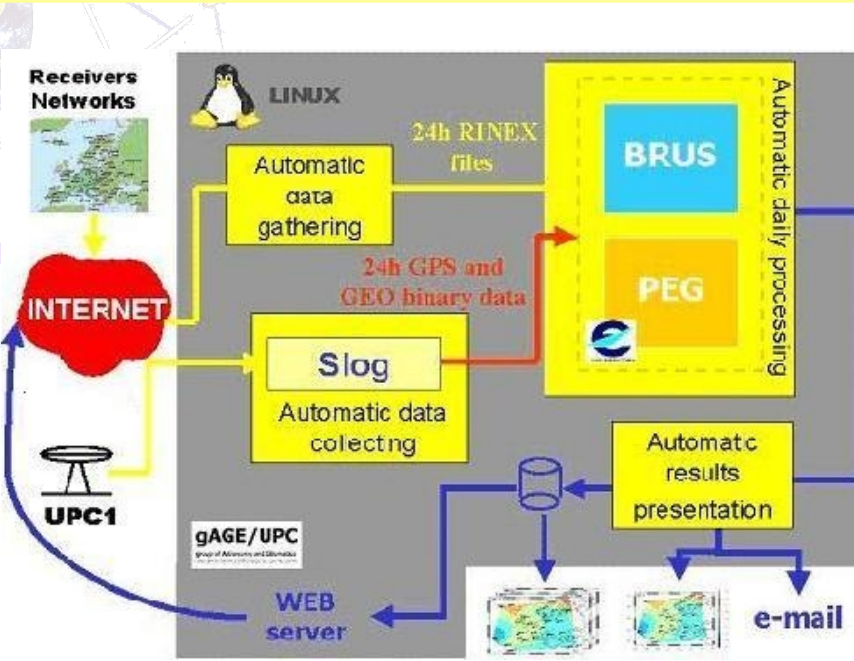 Receivers
Networks
LINUX
24h RINEX
files
Automatic
data
gathering
BRUS
PEG
Automatic daily processing
24h GPS and
GEO binary data
INTERNET
Slog
Automatic data
collecting
UPC1
Automatic
results
presentation
gAGE/UPC
WEB
server
e-mail